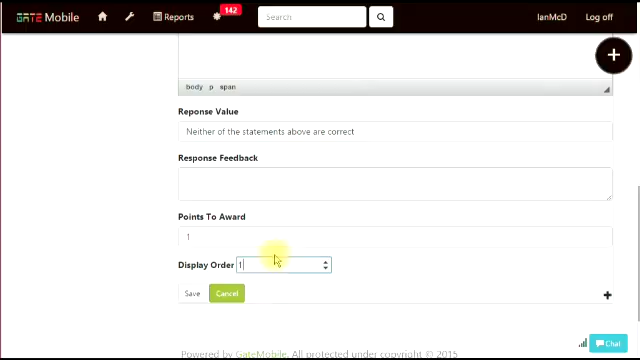 GATE Mobile Reports 142 Search IanMcD Log off
body p span
Reponse Value
Neither of the statements above are correct
Response Feedback
Points To Award
1
Display Order 1
Save Cancel
Chat
Powered by GateMobile. All protected under copyright © 2015